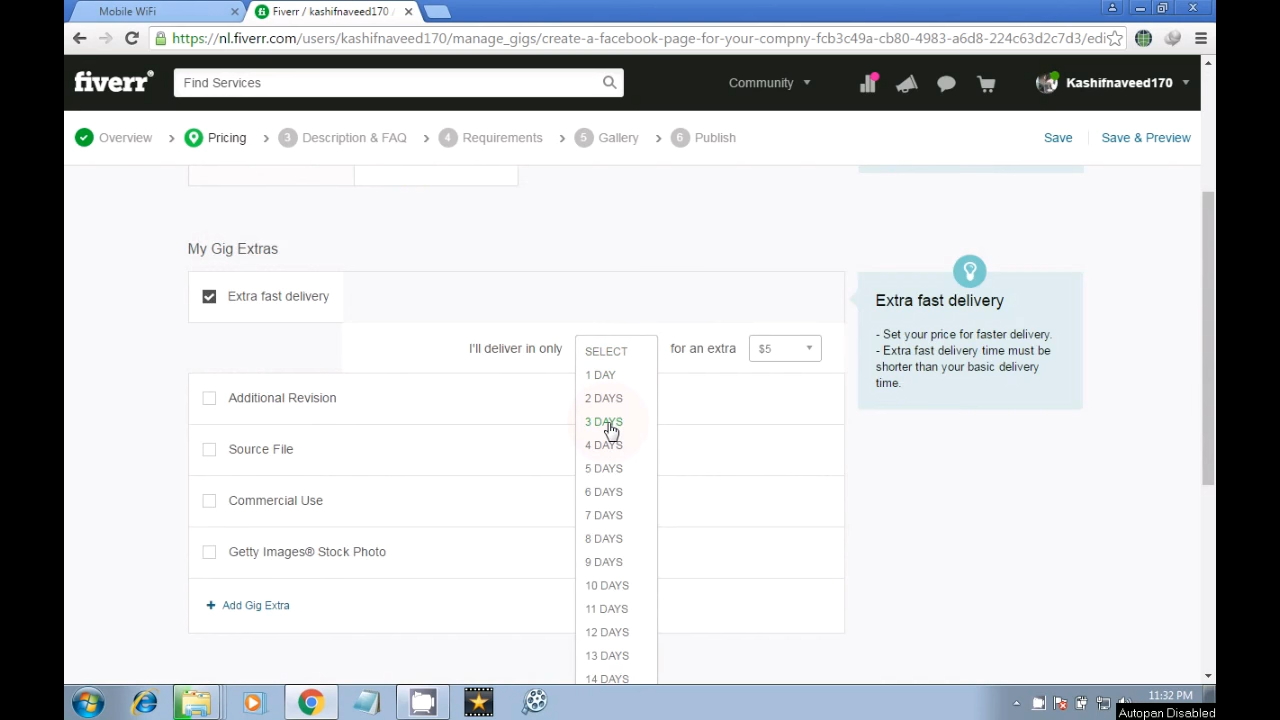 Mobile WiFi
Fiverr / kashifnaveed170
https://nl.fiverr.com/users/kashifnaveed170/manage_gigs/create-a-facebook-page-for-your-compny-fcb3c49a-cb80-4983-a6d8-224c63d2c7d3/edi
fiverr®
Find Services
Community
Kashifnaveed170
Overview
Pricing
3 Description & FAQ
4 Requirements
5 Gallery
6 Publish
Save
Save & Preview
My Gig Extras
Extra fast delivery
I'll deliver in only
SELECT
for an extra
$5
1 DAY
2 DAYS
3 DAYS
4 DAYS
5 DAYS
6 DAYS
7 DAYS
8 DAYS
9 DAYS
10 DAYS
11 DAYS
12 DAYS
13 DAYS
14 DAYS
Additional Revision
Source File
Commercial Use
Getty Images® Stock Photo
+ Add Gig Extra
Extra fast delivery
- Set your price for faster delivery.
- Extra fast delivery time must be
shorter than your basic delivery
time.
11:32 PM
Autopan Disabled